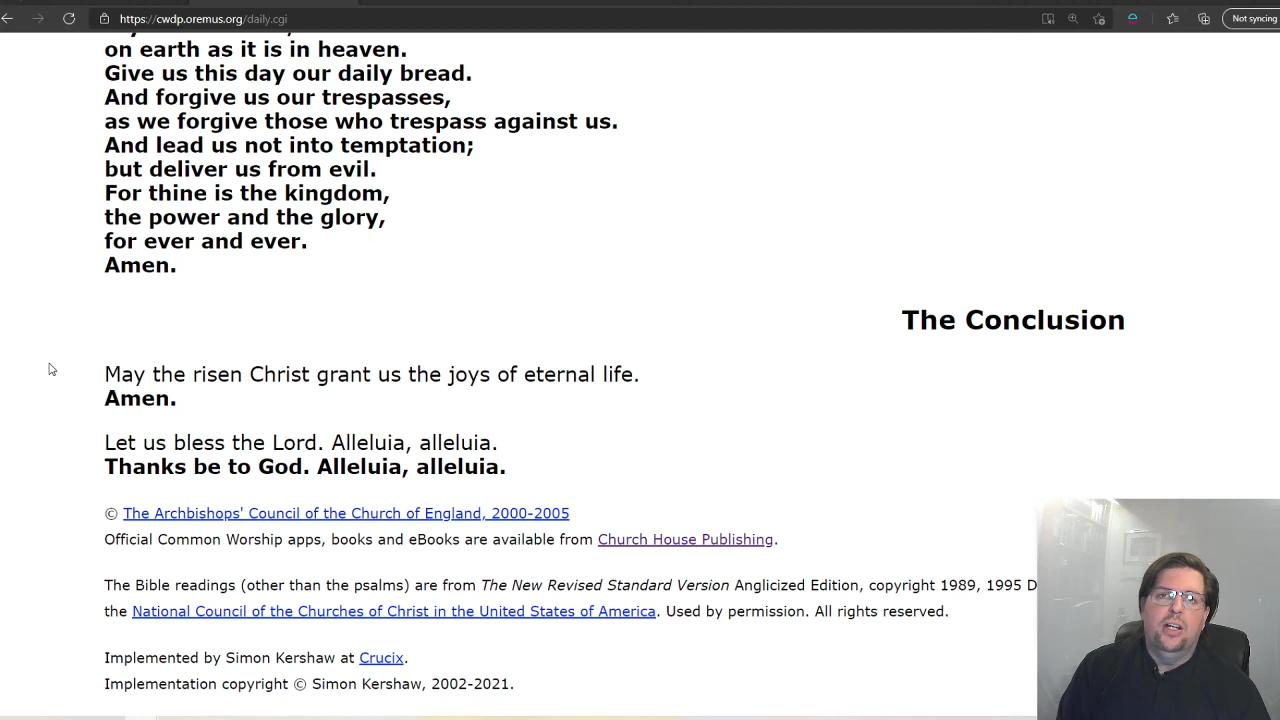 https://cwdp.oremus.org/daily.cgi
Not syncing
on earth as it is in heaven.
Give us this day our daily bread.
And forgive us our trespasses,
as we forgive those who trespass against us.
And lead us not into temptation;
but deliver us from evil.
For thine is the kingdom,
the power and the glory,
for ever and ever.
Amen.
The Conclusion
May the risen Christ grant us the joys of eternal life.
Amen.
Let us bless the Lord. Alleluia, alleluia.
Thanks be to God. Alleluia, alleluia.
© The Archbishops' Council of the Church of England, 2000-2005
Official Common Worship apps, books and eBooks are available from Church House Publishing.
The Bible readings (other than the psalms) are from The New Revised Standard Version Anglicized Edition, copyright 1989, 1995 D
the National Council of the Churches of Christ in the United States of America. Used by permission. All rights reserved.
Implemented by Simon Kershaw at Crucix.
Implementation copyright © Simon Kershaw, 2002-2021.